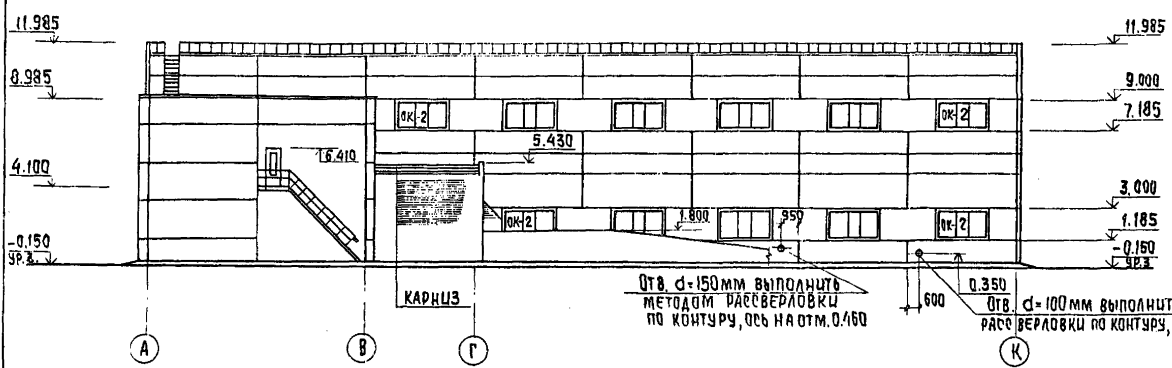 11.985
11.985
8.985
9.000
ОК-2
ОК-2
7.185
5.430
6.410
4.100
3.000
ОК-2
1.800
950
ОК-2
1.185
-0.150
УР.З.
-0.150
УР.З
ОТВ. d=150ММ ВЫПОЛНИТЬ
МЕТОДОМ РАССВЕРЛОВКИ
ПО КОНТУРУ, ОСЬ НА ОТМ. 0.460
КАРНИЗ
600
0.350
ОТВ. d=100ММ ВЫПОЛНИТ
РАССВЕРЛОВКИ ПО КОНТУРУ,
А
В
Г
К